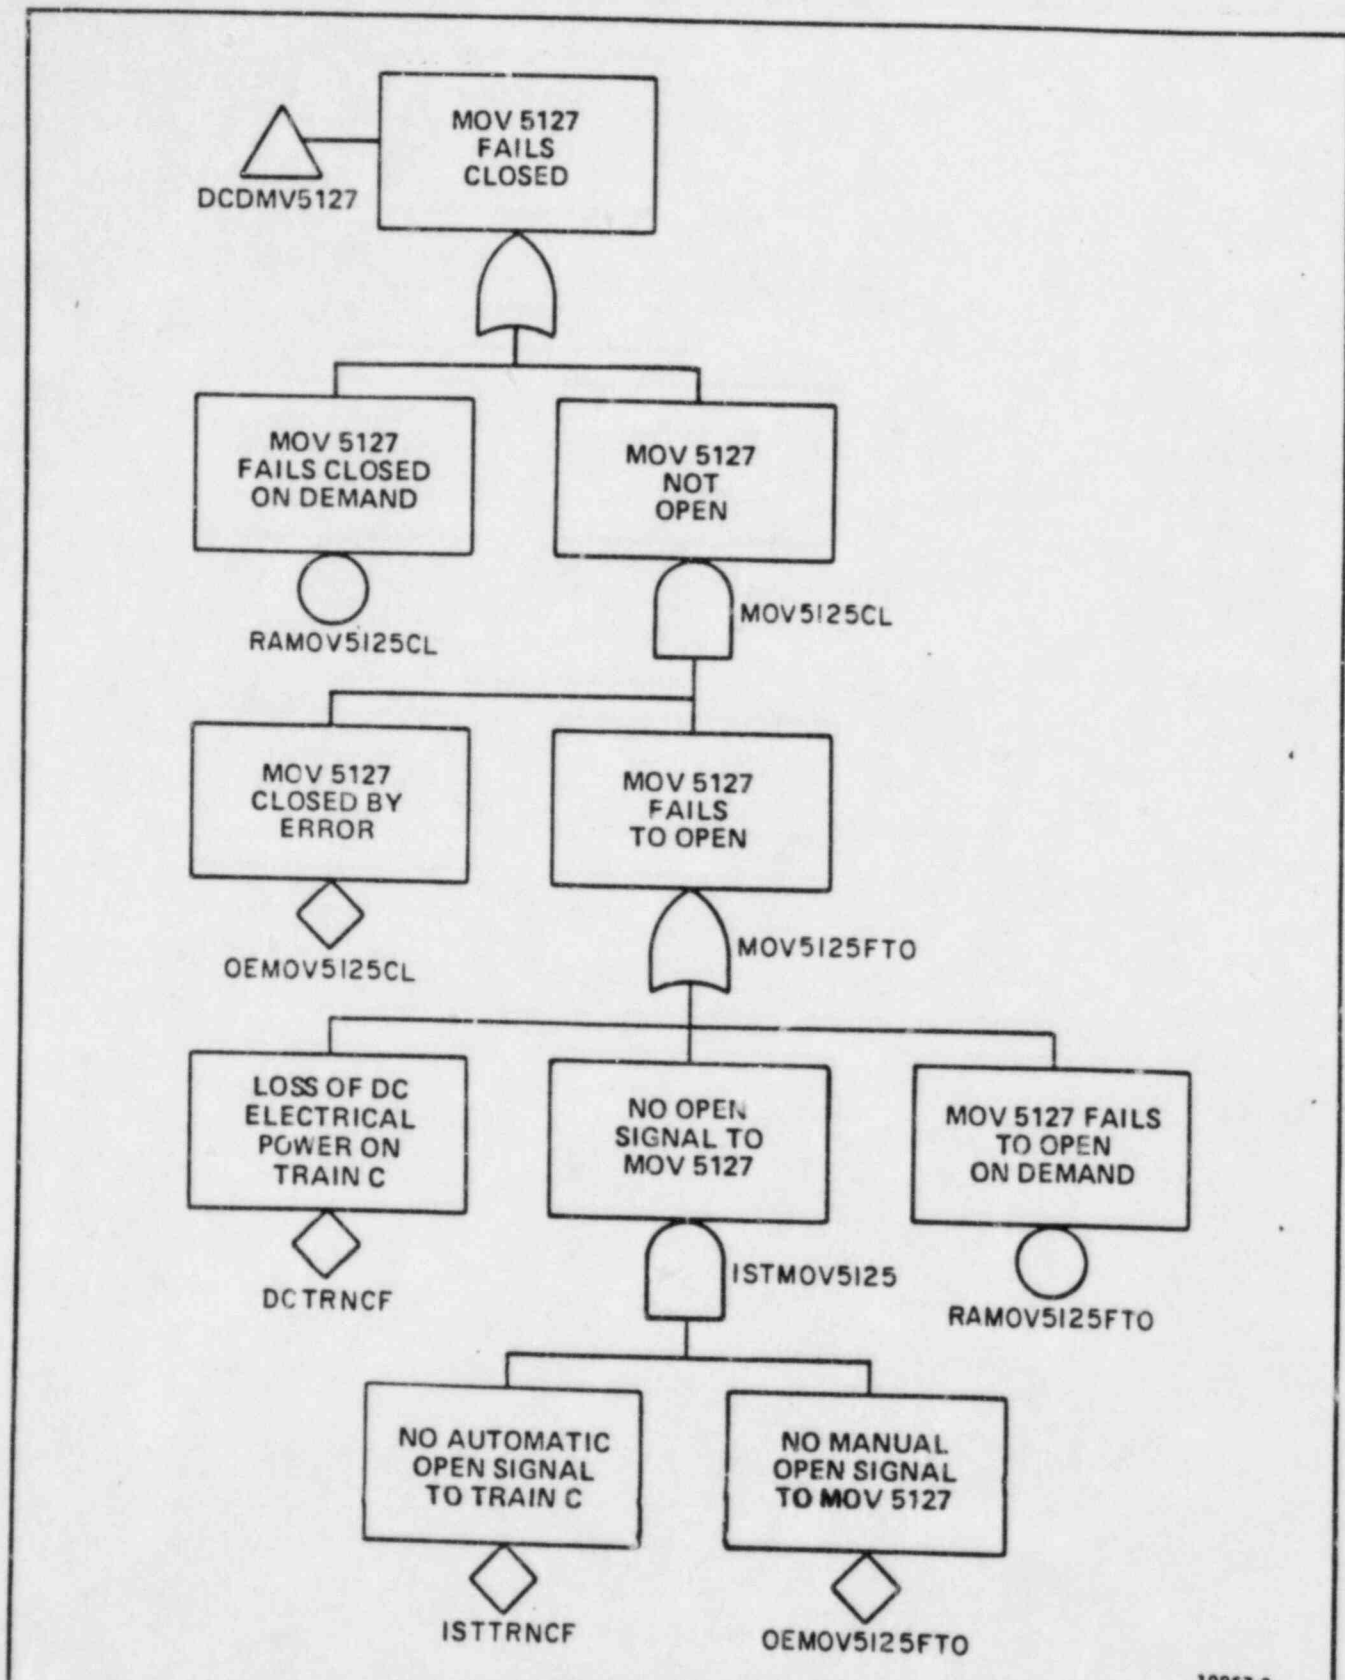 MOV 5127
FAILS
CLOSED
DCDMV5127
MOV 5127
FAILS CLOSED
ON DEMAND
MOV 5127
NOT
OPEN
RAMOV5125CL
MOV5125CL
MOV 5127
CLOSED BY
ERROR
MOV 5127
FAILS
TO OPEN
OEMOV5125CL
MOV5125FTO
LOSS OF DC
ELECTRICAL
POWER ON
TRAIN C
NO OPEN
SIGNAL TO
MOV 5127
MOV 5127 FAILS
TO OPEN
ON DEMAND
DCTRNCF
ISTMOV5125
RAMOV5125FTO
NO AUTOMATIC
OPEN SIGNAL
TO TRAIN C
NO MANUAL
OPEN SIGNAL
TO MOV 5127
ISTTRNCF
OEMOV5125FTO